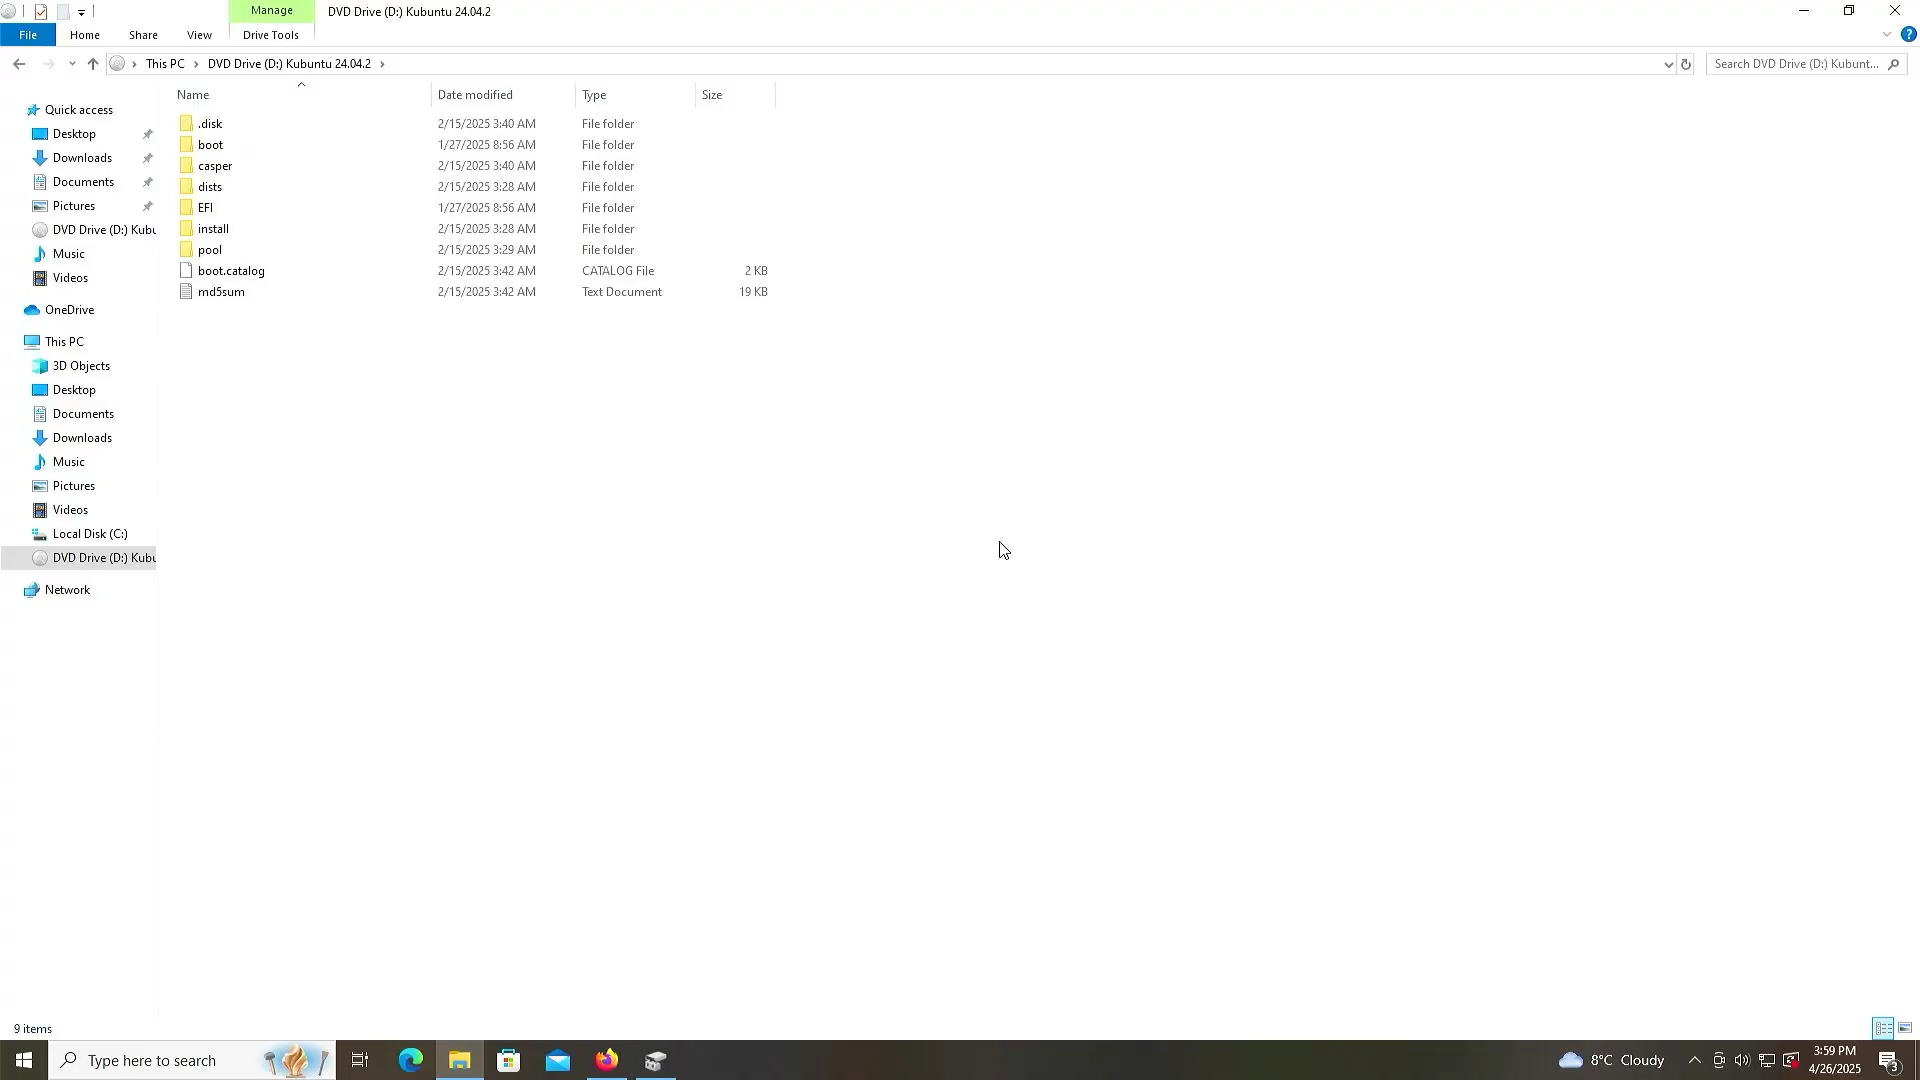 Manage
DVD Drive (D:) Kubuntu 24.04.2
File
Home
Share
View
Drive Tools
?
This PC
DVD Drive (D:) Kubuntu 24.04.2
Search DVD Drive (D:) Kubunt...
Name
Date modified
Type
Size
.disk 2/15/2025 3:40 AM File folder
boot 1/27/2025 8:56 AM File folder
casper 2/15/2025 3:40 AM File folder
dists 2/15/2025 3:28 AM File folder
EFI 1/27/2025 8:56 AM File folder
install 2/15/2025 3:28 AM File folder
pool 2/15/2025 3:29 AM File folder
boot.catalog 2/15/2025 3:42 AM CATALOG File 2 KB
md5sum 2/15/2025 3:42 AM Text Document 19 KB
Quick access
Desktop
Downloads
Documents
Pictures
DVD Drive (D:) Kubu
Music
Videos
OneDrive
This PC
3D Objects
Desktop
Documents
Downloads
Music
Pictures
Videos
Local Disk (C:)
DVD Drive (D:) Kubu
Network
9 items
Type here to search
8°C Cloudy
3:59 PM
4/26/2025
3